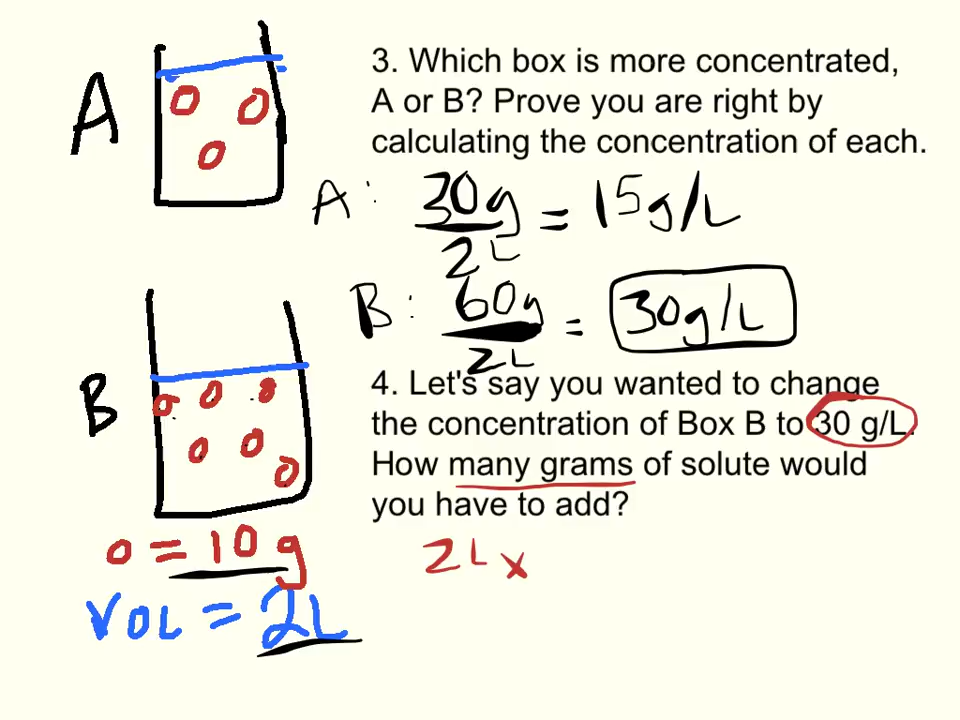 A
3. Which box is more concentrated,
A or B? Prove you are right by
calculating the concentration of each.
A: 30g/2L = 15g/L
B: 60g/2L = 30g/L
B
4. Let's say you wanted to change
the concentration of Box B to 30 g/L.
How many grams of solute would
you have to add?
o = 10 g
2L x
VOL = 2L